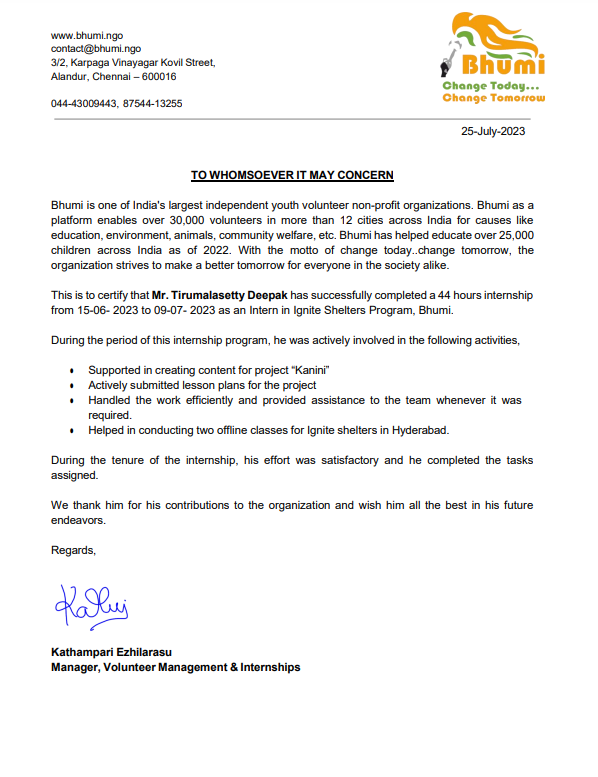 www.bhumi.ngo
contact@bhumi.ngo
3/2, Karpaga Vinayagar Kovil Street,
Alandur, Chennai – 600016
044-43009443, 87544-13255
Bhumi
Change Today...
Change Tomorrow
25-July-2023
TO WHOMSOEVER IT MAY CONCERN
Bhumi is one of India's largest independent youth volunteer non-profit organizations. Bhumi as a
platform enables over 30,000 volunteers in more than 12 cities across India for causes like
education, environment, animals, community welfare, etc. Bhumi has helped educate over 25,000
children across India as of 2022. With the motto of change today..change tomorrow, the
organization strives to make a better tomorrow for everyone in the society alike.
This is to certify that Mr. Tirumalasetty Deepak has successfully completed a 44 hours internship
from 15-06- 2023 to 09-07- 2023 as an Intern in Ignite Shelters Program, Bhumi.
During the period of this internship program, he was actively involved in the following activities,
• Supported in creating content for project “Kanini”
• Actively submitted lesson plans for the project
• Handled the work efficiently and provided assistance to the team whenever it was
required.
• Helped in conducting two offline classes for Ignite shelters in Hyderabad.
During the tenure of the internship, his effort was satisfactory and he completed the tasks
assigned.
We thank him for his contributions to the organization and wish him all the best in his future
endeavors.
Regards,
Kathampari Ezhilarasu
Manager, Volunteer Management & Internships